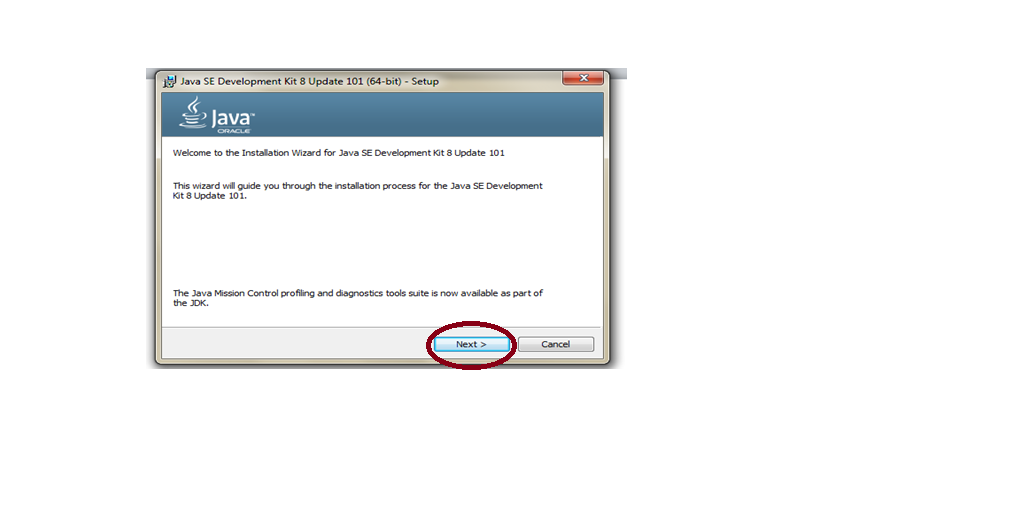 Java SE Development Kit 8 Update 101 (64-bit) - Setup
Java™
ORACLE
Welcome to the Installation Wizard for Java SE Development Kit 8 Update 101
This wizard will guide you through the installation process for the Java SE Development
Kit 8 Update 101.
The Java Mission Control profiling and diagnostics tools suite is now available as part of
the JDK.
Next >
Cancel